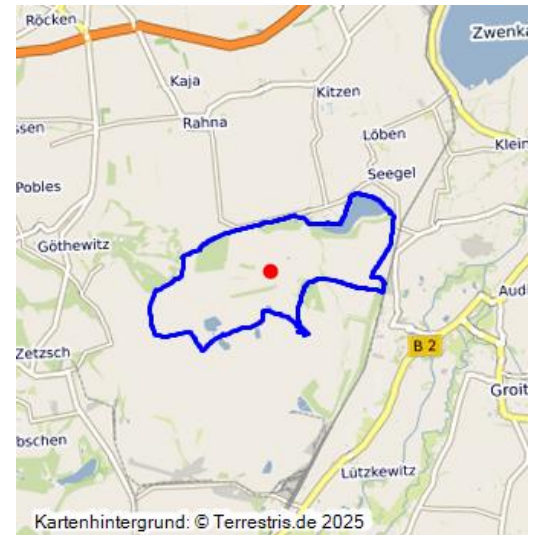 Röcken
Zwenka
Kaja
Kitzen
Rahna
ssen
Löben
Klein
Seegel
Pobles
Göthewitz
Audi
Zetzsch
B 2
Groit
bschen
Lützkewitz
Kartenhintergrund: © Terrestris.de 2025